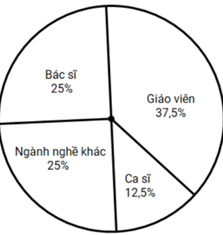 Bác sĩ
25%
Giáo viên
37,5%
Ngành nghề khác
25%
Ca sĩ
12,5%